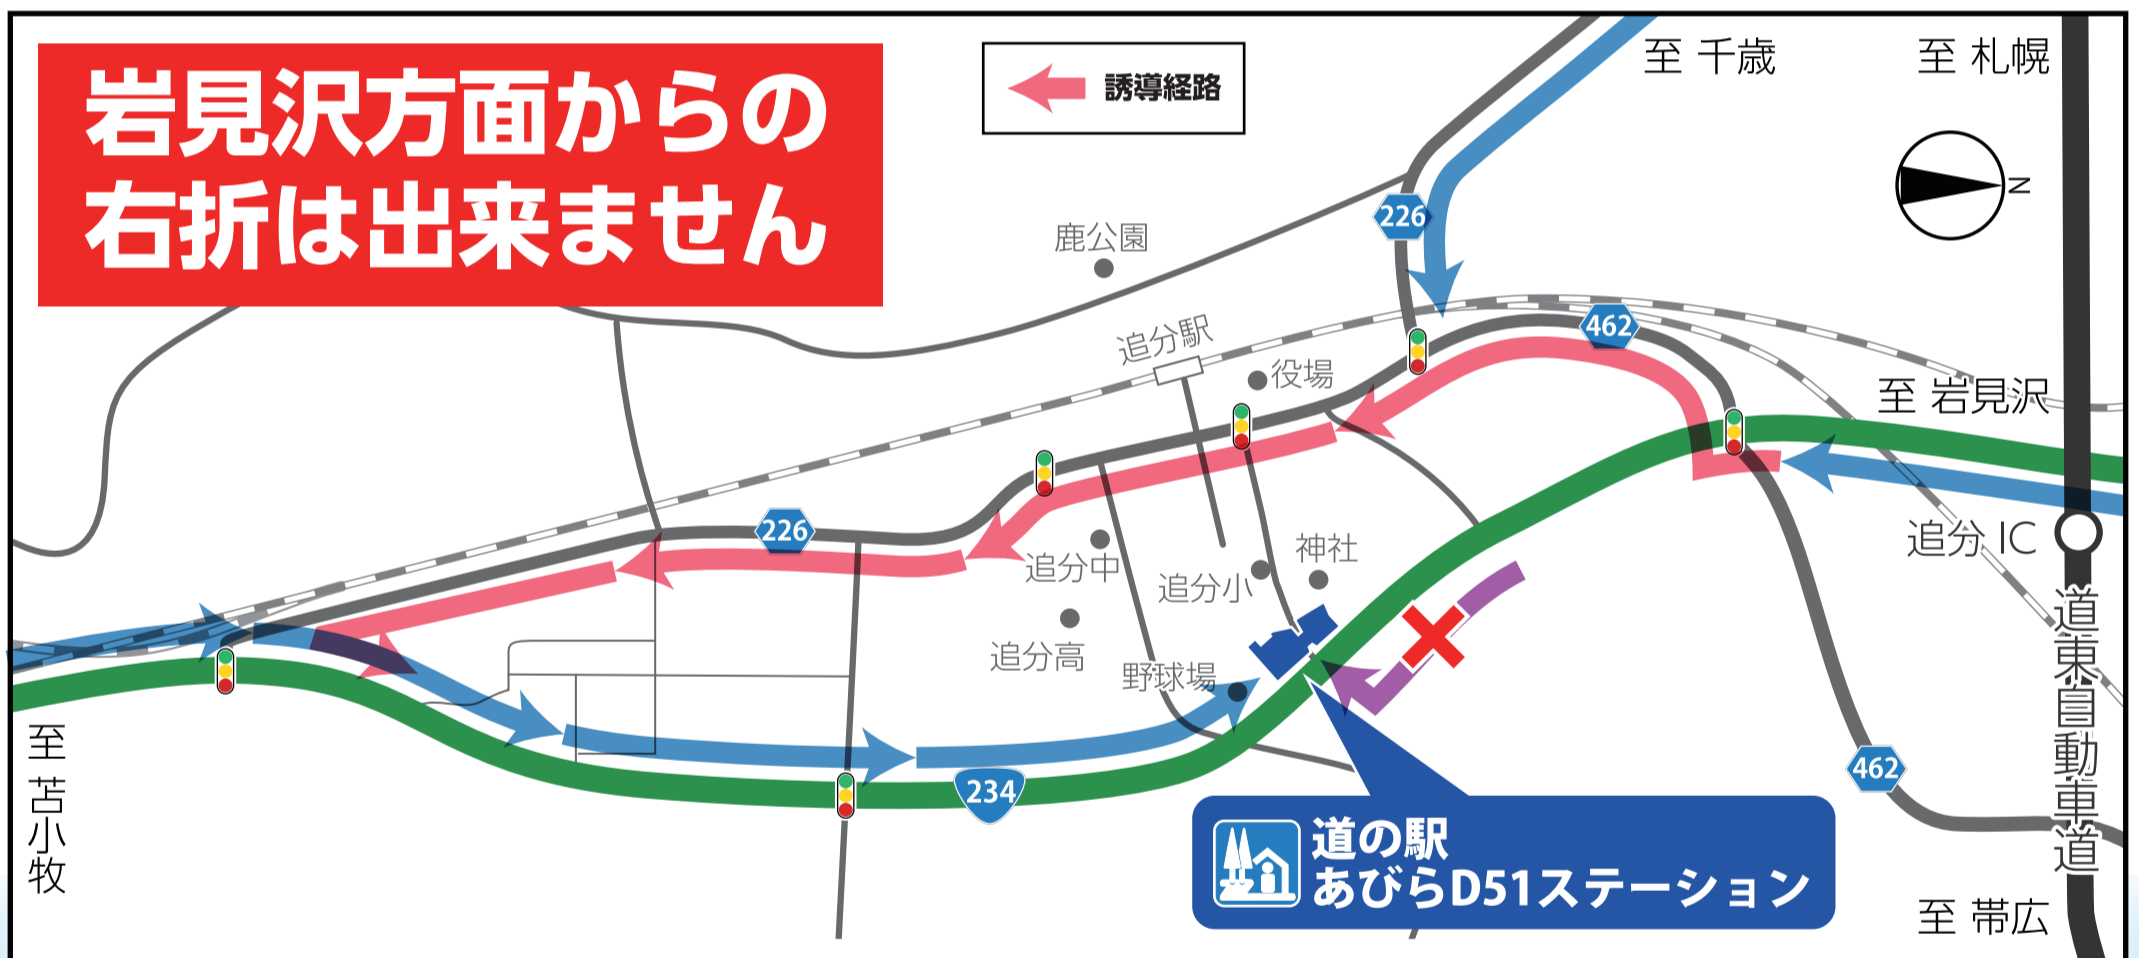 岩見沢方面からの
右折は出来ません
誘導経路
至 千歳
至 札幌
N
226
鹿公園
462
追分駅
役場
至 岩見沢
226
追分 IC
追分中
追分小
神社
追分高
野球場
道東自動車道
至 苫小牧
234
462
道の駅
あびらD51ステーション
至 帯広